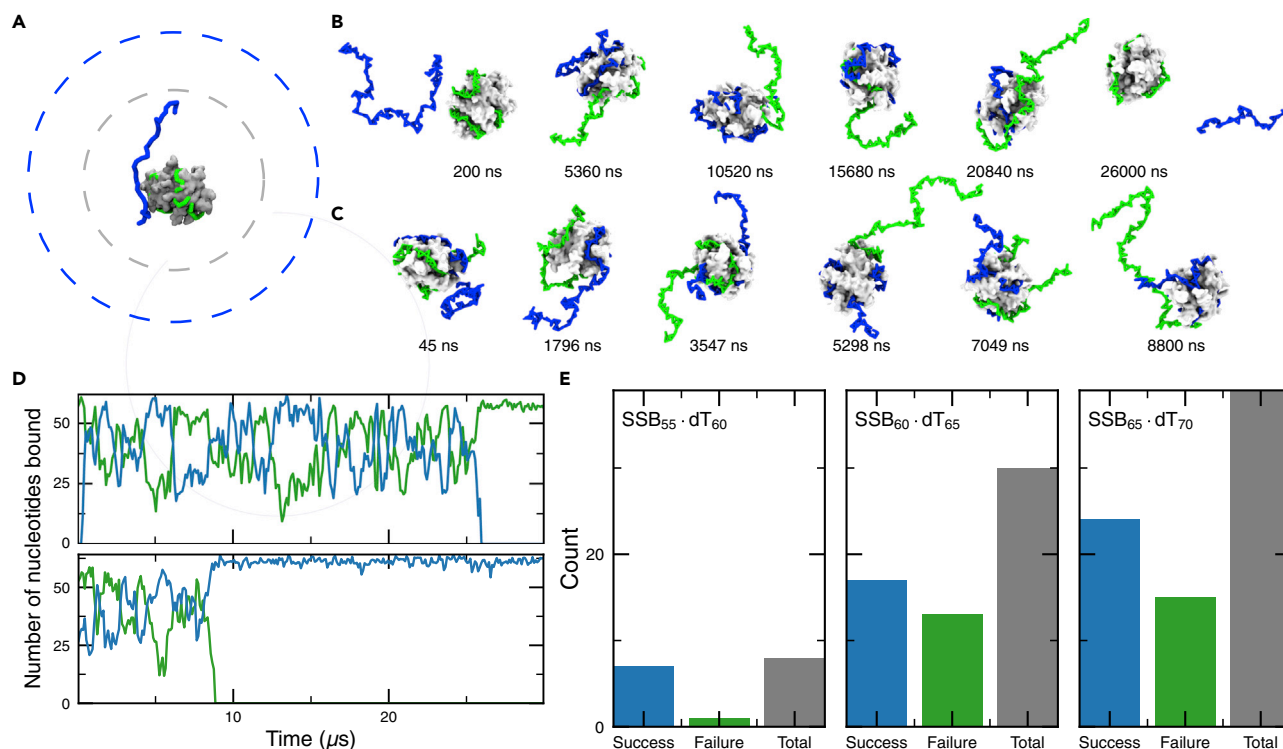 A
B
200 ns
5360 ns
10520 ns
15680 ns
20840 ns
26000 ns
C
45 ns
1796 ns
3547 ns
5298 ns
7049 ns
8800 ns
D
Number of nucleotides bound
50
25
0
50
25
0
10
20
Time (μs)
E
Count
20
0
SSB55 · dT60
SSB60 · dT65
SSB65 · dT70
Success
Failure
Total
Success
Failure
Total
Success
Failure
Total